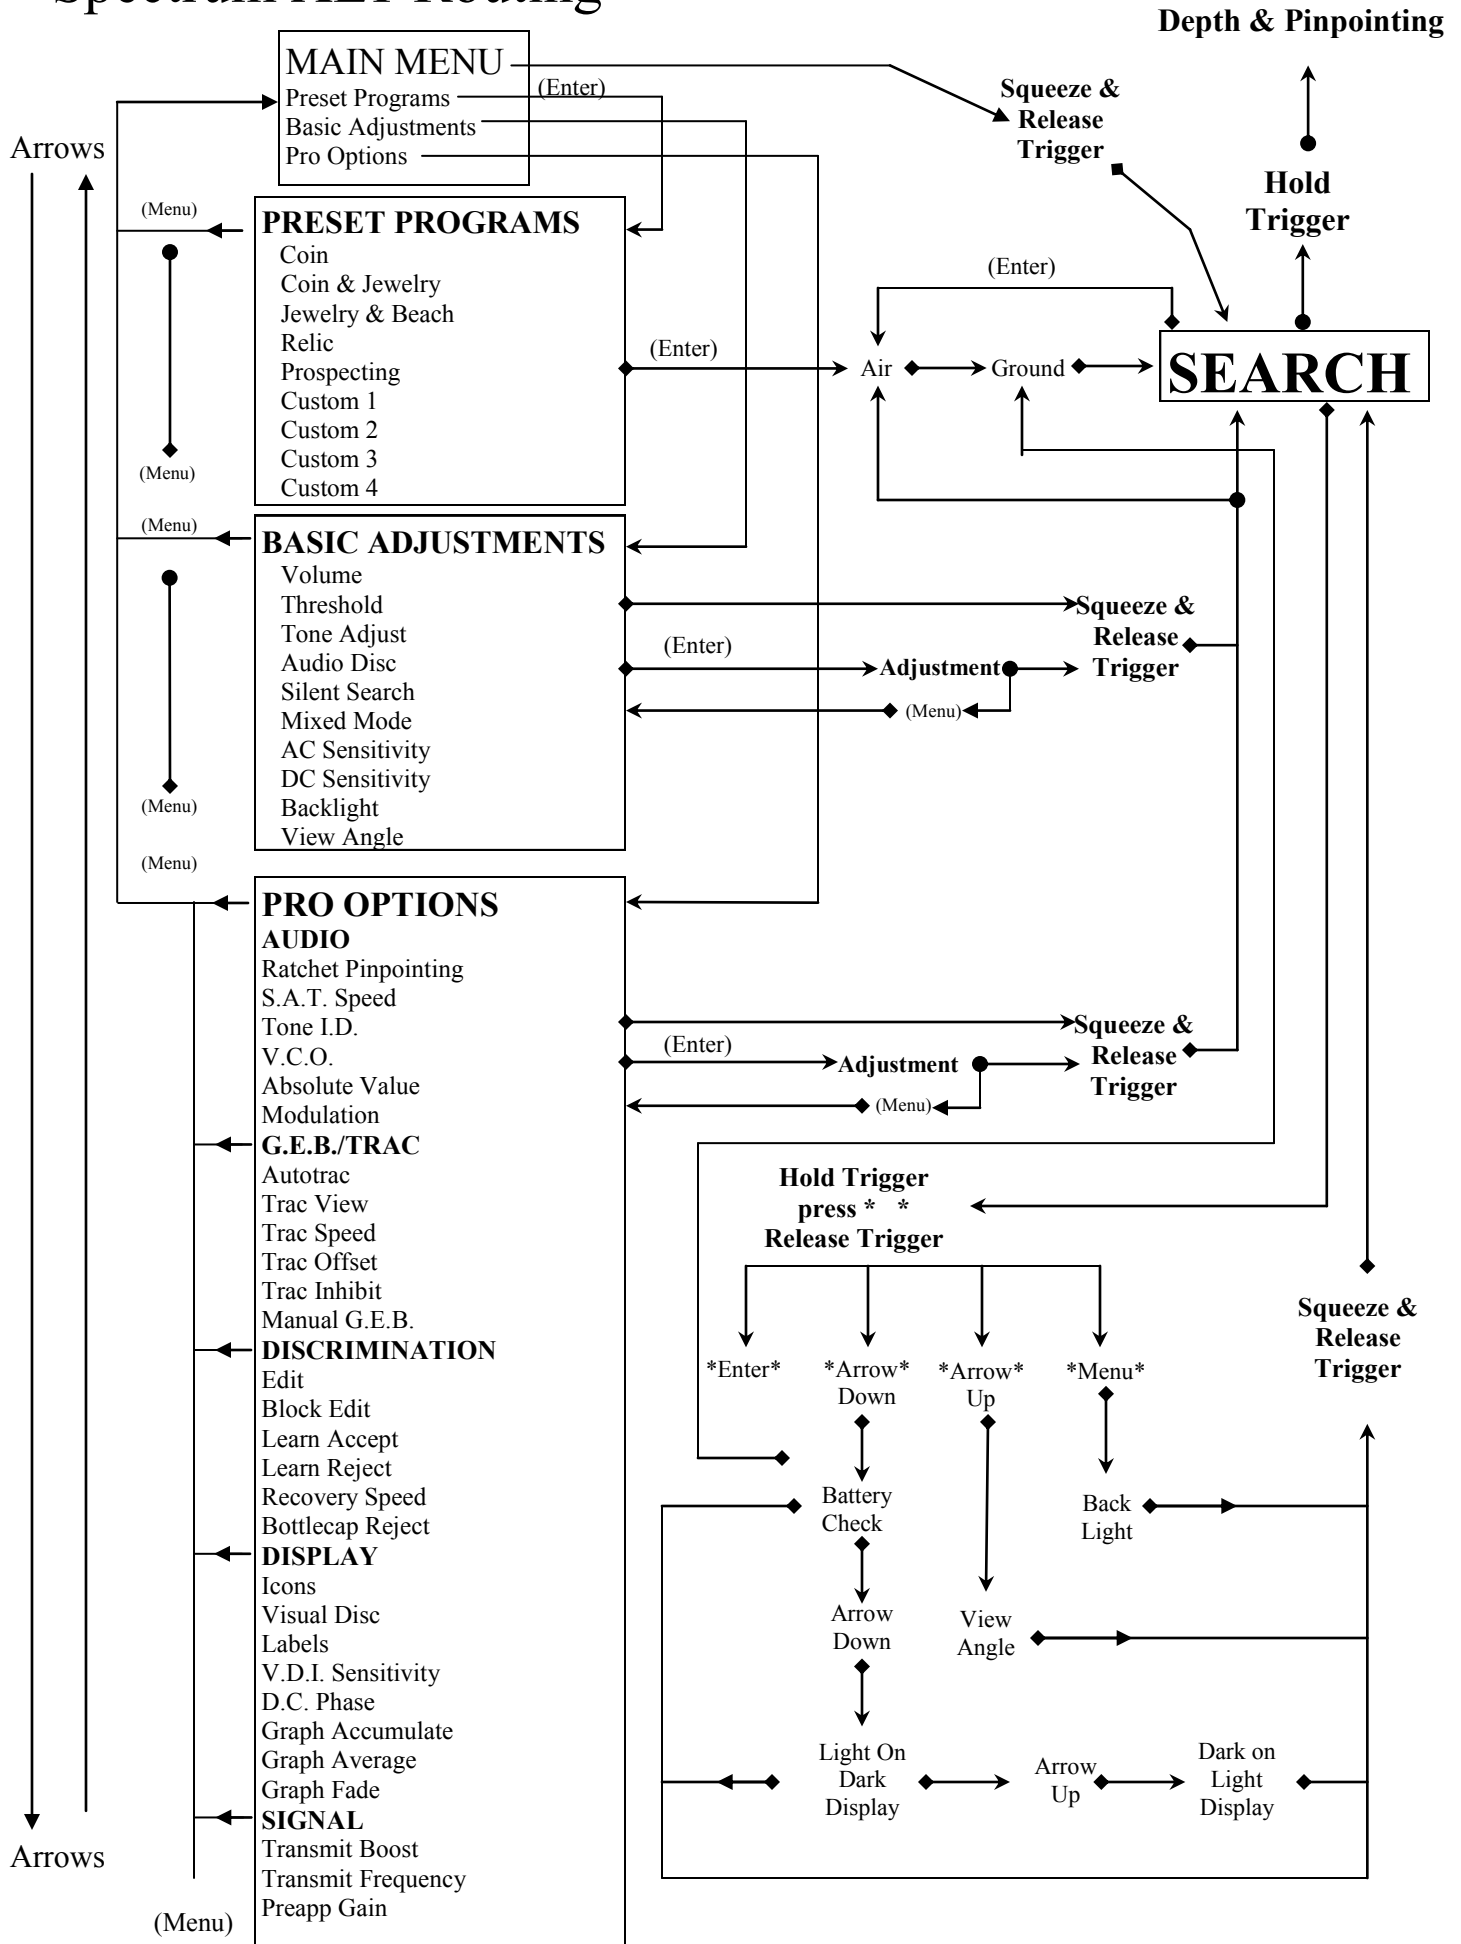 Depth & Pinpointing
MAIN MENU
Preset Programs
(Enter)
Basic Adjustments
Pro Options
Squeeze &
Release
Trigger
Hold
Trigger
Arrows
(Menu)
PRESET PROGRAMS
Coin
Coin & Jewelry
Jewelry & Beach
Relic
Prospecting
Custom 1
Custom 2
Custom 3
Custom 4
(Menu)
(Enter)
(Enter)
Air
Ground
SEARCH
(Menu)
BASIC ADJUSTMENTS
Volume
Threshold
Tone Adjust
Audio Disc
Silent Search
Mixed Mode
AC Sensitivity
DC Sensitivity
Backlight
View Angle
(Menu)
(Enter)
Adjustment
(Menu)
Squeeze &
Release
Trigger
(Menu)
PRO OPTIONS
AUDIO
Ratchet Pinpointing
S.A.T. Speed
Tone I.D.
V.C.O.
Absolute Value
Modulation
G.E.B./TRAC
Autotrac
Trac View
Trac Speed
Trac Offset
Trac Inhibit
Manual G.E.B.
DISCRIMINATION
Edit
Block Edit
Learn Accept
Learn Reject
Recovery Speed
Bottlecap Reject
DISPLAY
Icons
Visual Disc
Labels
V.D.I. Sensitivity
D.C. Phase
Graph Accumulate
Graph Average
Graph Fade
SIGNAL
Transmit Boost
Transmit Frequency
Preapp Gain
Arrows
(Menu)
(Enter)
Adjustment
(Menu)
Squeeze &
Release
Trigger
Hold Trigger
press * *
Release Trigger
*Enter*
*Arrow*
Down
*Arrow*
Up
*Menu*
Squeeze &
Release
Trigger
Battery
Check
Back
Light
Arrow
Down
View
Angle
Light On
Dark
Display
Arrow
Up
Dark on
Light
Display